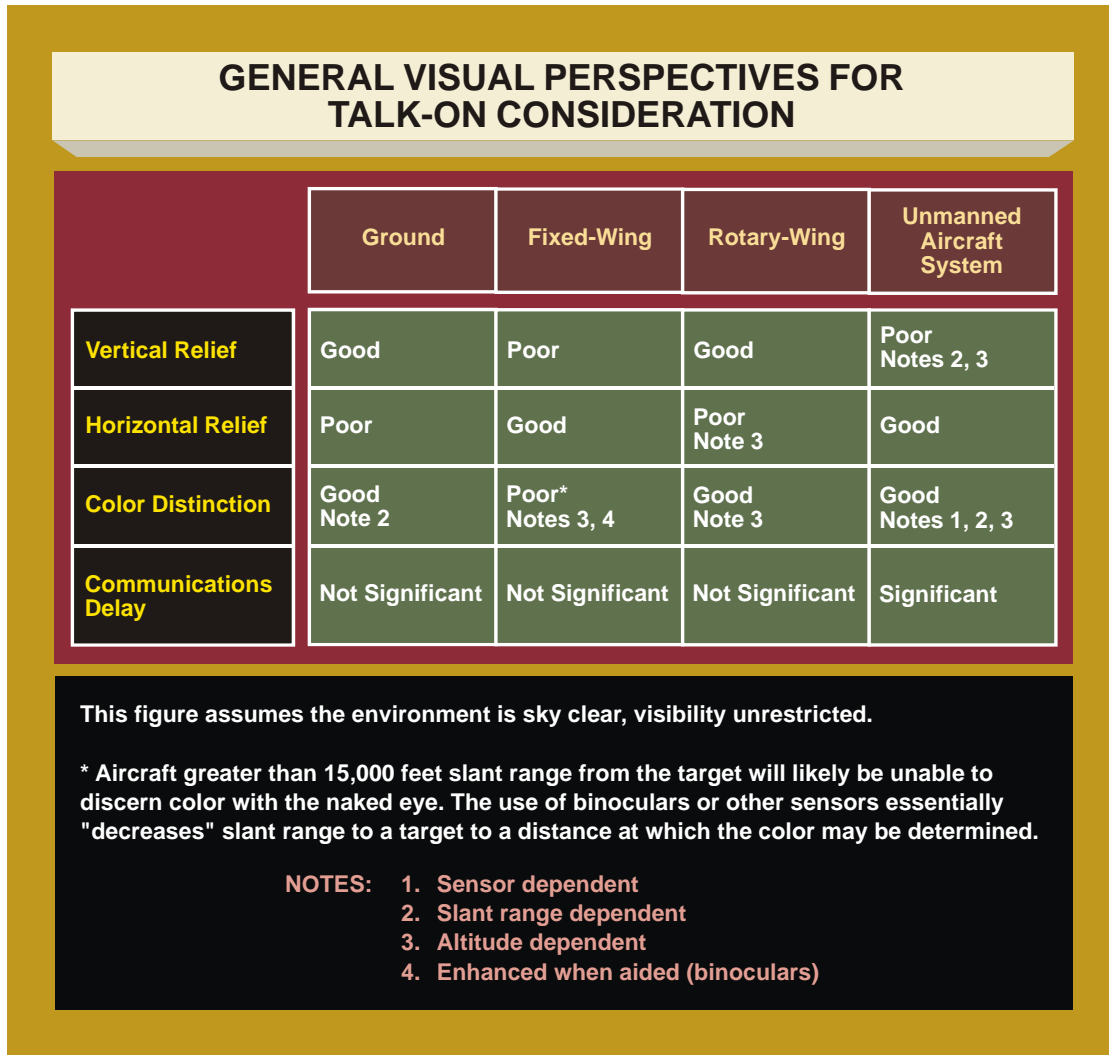 GENERAL VISUAL PERSPECTIVES FOR
TALK-ON CONSIDERATION
Ground
Fixed-Wing
Rotary-Wing
Unmanned
Aircraft
System
Vertical Relief
Good
Poor
Good
Poor
Notes 2, 3
Horizontal Relief
Poor
Good
Poor
Note 3
Good
Color Distinction
Good
Note 2
Poor*
Notes 3, 4
Good
Note 3
Good
Notes 1, 2, 3
Communications
Delay
Not Significant
Not Significant
Not Significant
Significant
This figure assumes the environment is sky clear, visibility unrestricted.
* Aircraft greater than 15,000 feet slant range from the target will likely be unable to
discern color with the naked eye. The use of binoculars or other sensors essentially
"decreases" slant range to a target to a distance at which the color may be determined.
NOTES: 1. Sensor dependent
2. Slant range dependent
3. Altitude dependent
4. Enhanced when aided (binoculars)